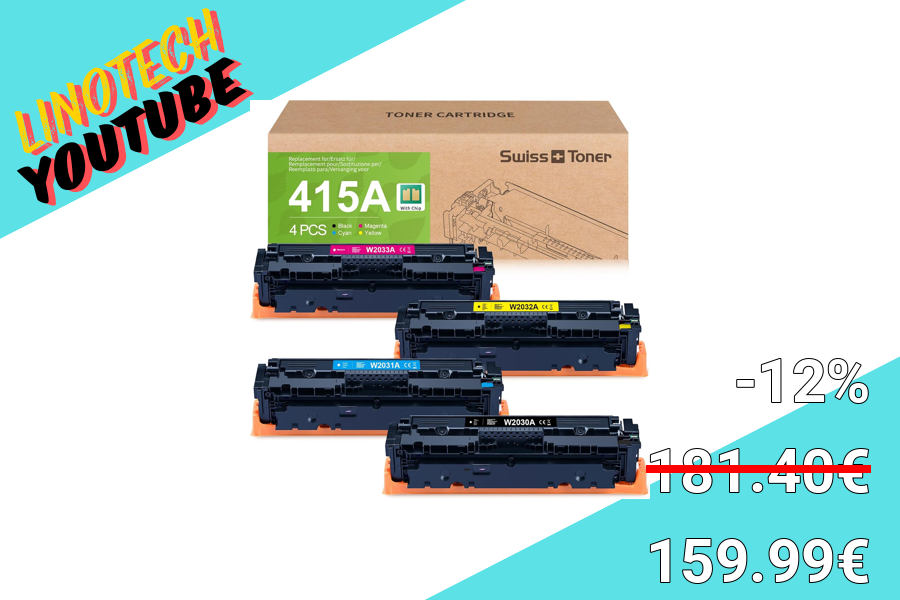 LINOTECH
YOUTUBE
TONER CARTRIDGE
Swiss Toner
Replacement for/Ersatz für/
Remplacement pour/Sostituzione per/
Reemplazo para/Vervanging voor
415A
With Chip
4 PCS
Black Magenta
Cyan Yellow
W2033A
W2032A
W2031A
W2030A
-12%
181.40€
159.99€